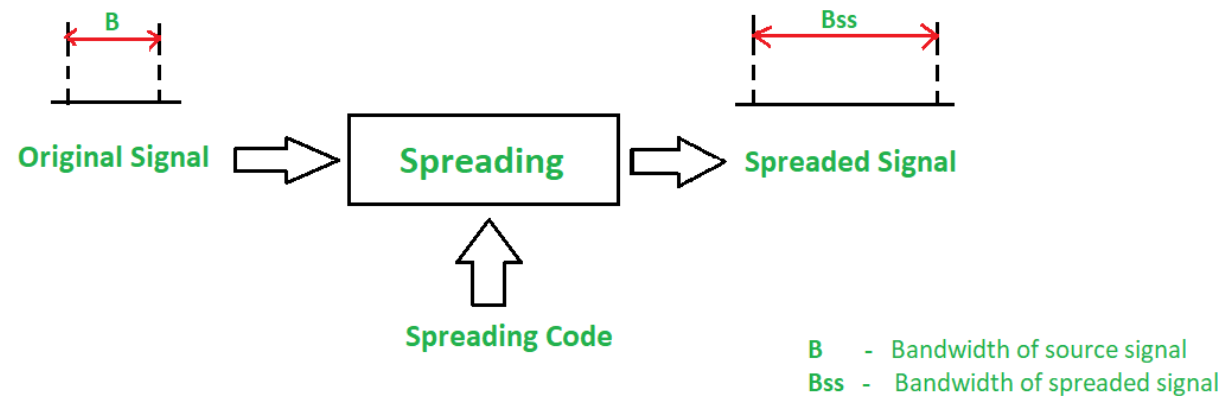 B
Bss
Original Signal
Spreading
Spreaded Signal
Spreading Code
B - Bandwidth of source signal
Bss - Bandwidth of spreaded signal